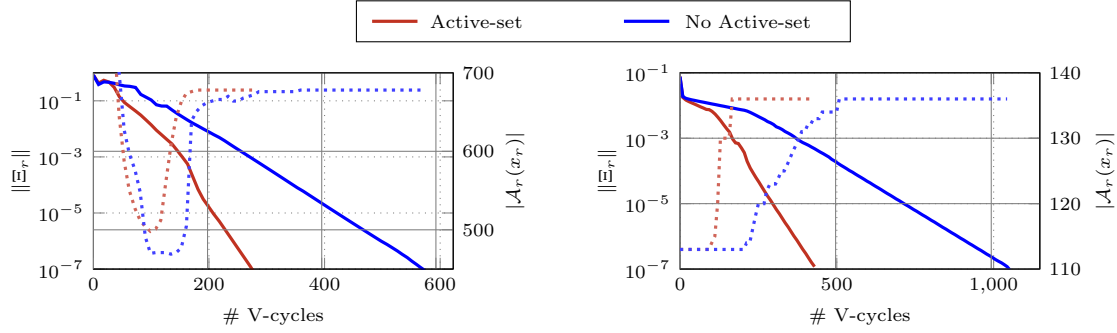 Active-set
No Active-set
10^{-1}
10^{-3}
10^{-5}
10^{-7}
‖Ξ_r‖
0
200
400
600
# V-cycles
700
600
500
|𝒜_r(x_r)|
10^{-1}
10^{-3}
10^{-5}
10^{-7}
‖Ξ_r‖
0
500
1,000
# V-cycles
140
130
120
110
|𝒜_r(x_r)|